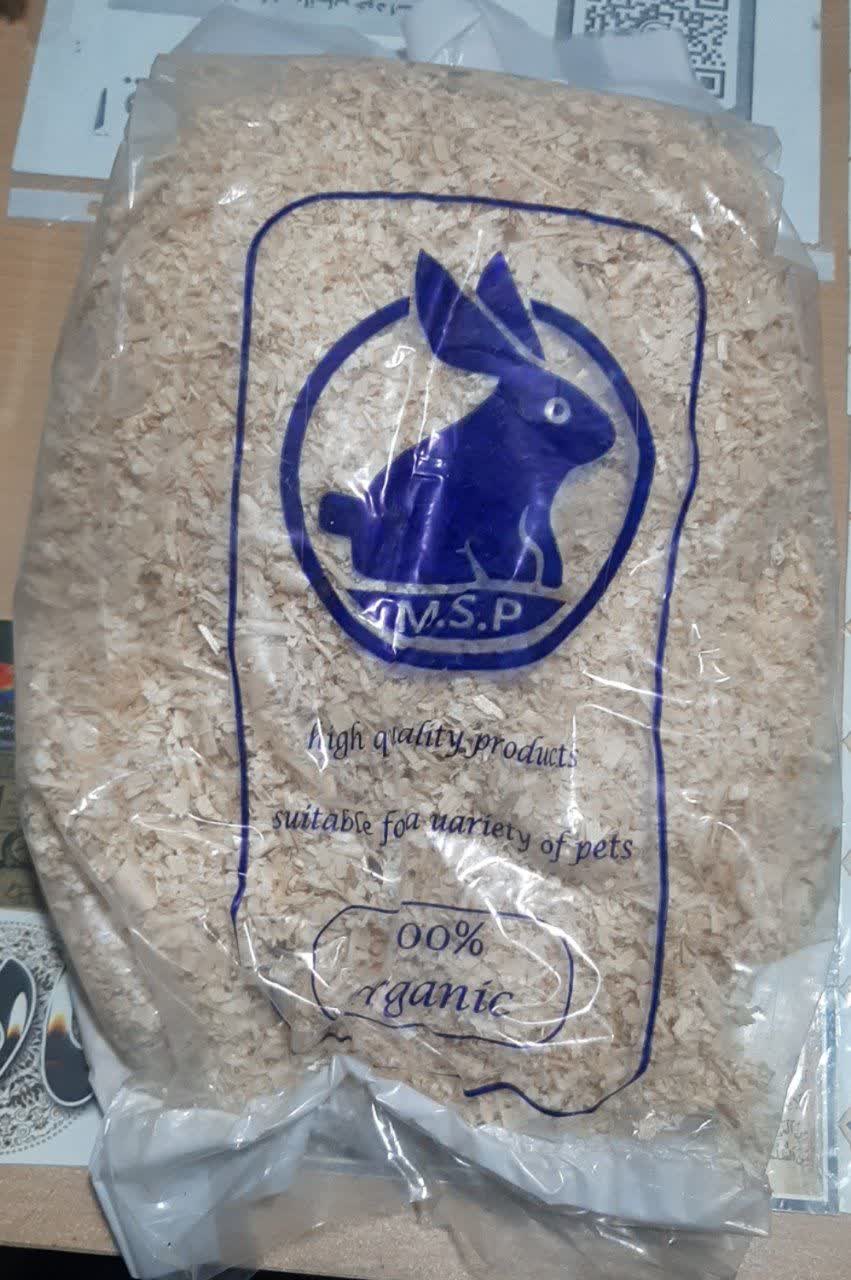 M.S.P
high quality products
suitable foa uariety of pets
00%
rganic